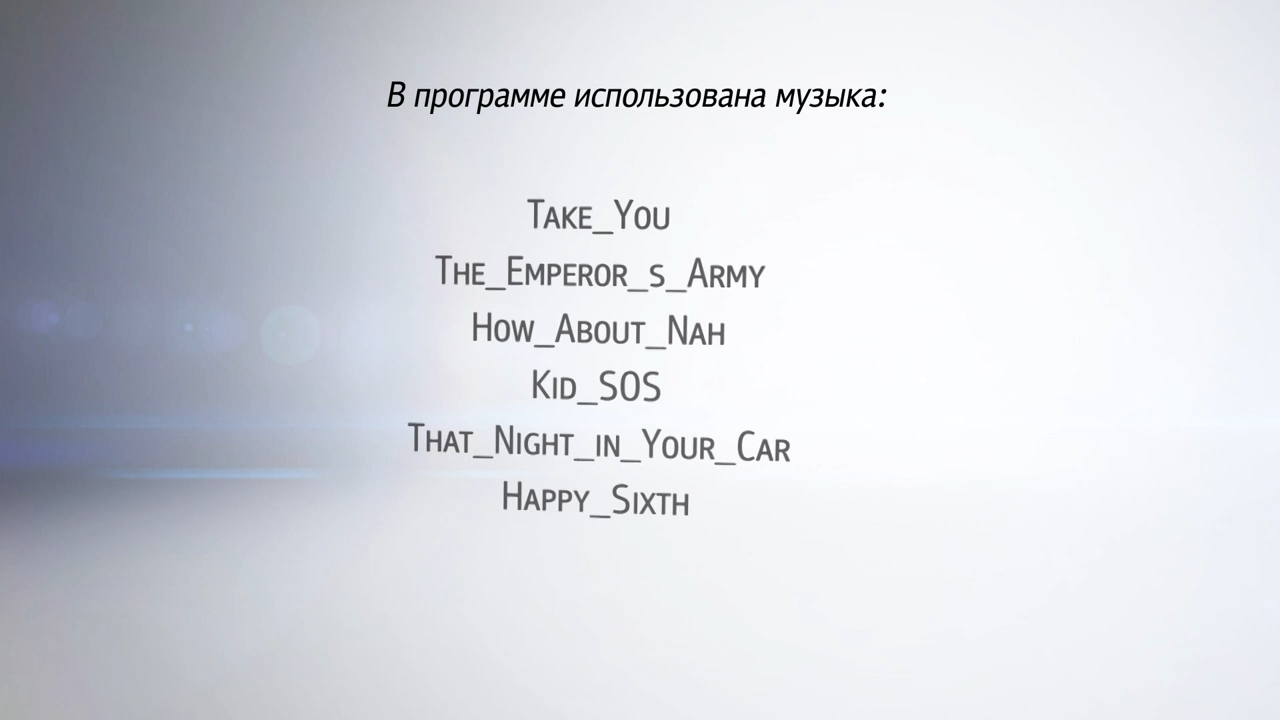 В программе использована музыка:
Take_You
The_Emperor_s_Army
How_About_Nah
Kid_SOS
That_Night_in_Your_Car
Happy_Sixth